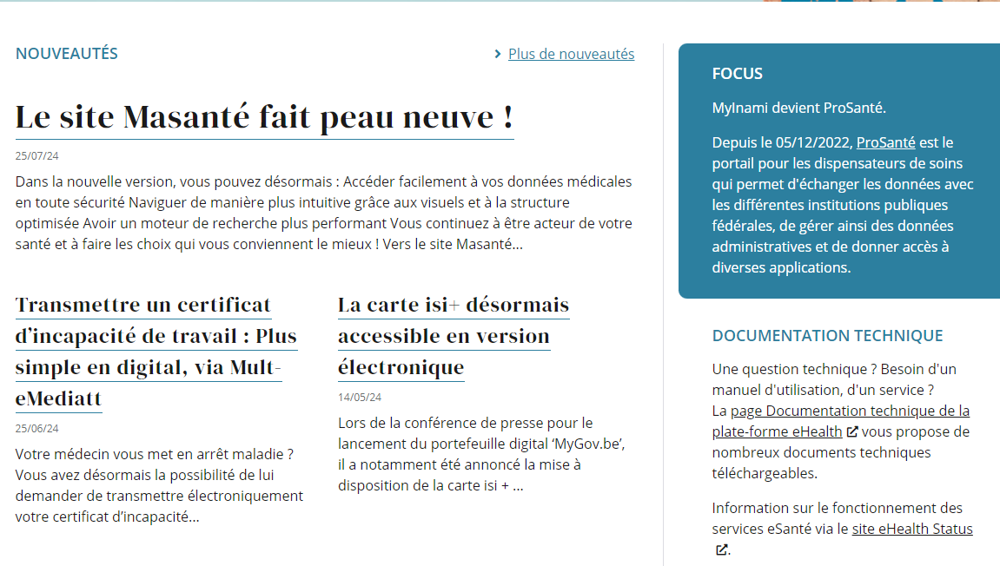 NOUVEAUTÉS
Plus de nouveautés
Le site Masanté fait peau neuve !
25/07/24
Dans la nouvelle version, vous pouvez désormais : Accéder facilement à vos données médicales
en toute sécurité Naviguer de manière plus intuitive grâce aux visuels et à la structure
optimisée Avoir un moteur de recherche plus performant Vous continuez à être acteur de votre
santé et à faire les choix qui vous conviennent le mieux ! Vers le site Masanté...
Transmettre un certificat
d’incapacité de travail : Plus
simple en digital, via Mult-
eMediatt
25/06/24
Votre médecin vous met en arrêt maladie ?
Vous avez désormais la possibilité de lui
demander de transmettre électroniquement
votre certificat d’incapacité...
La carte isi+ désormais
accessible en version
électronique
14/05/24
Lors de la conférence de presse pour le
lancement du portefeuille digital ‘MyGov.be’,
il a notamment été annoncé la mise à
disposition de la carte isi + ...
FOCUS
MyInami devient ProSanté.
Depuis le 05/12/2022, ProSanté est le
portail pour les dispensateurs de soins
qui permet d'échanger les données avec
les différentes institutions publiques
fédérales, de gérer ainsi des données
administratives et de donner accès à
diverses applications.
DOCUMENTATION TECHNIQUE
Une question technique ? Besoin d'un
manuel d'utilisation, d'un service ?
La page Documentation technique de la
plate-forme eHealth vous propose de
nombreux documents techniques
téléchargeables.
Information sur le fonctionnement des
services eSanté via le site eHealth Status
.